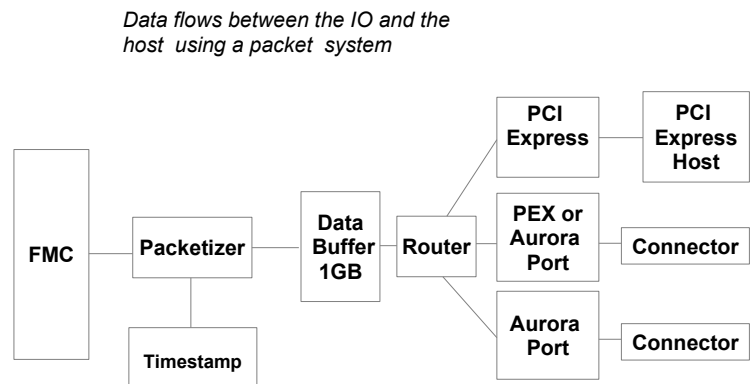 Data flows between the IO and the
host using a packet system
PCI
Express
PCI
Express
Host
FMC
Packetizer
Data
Buffer
1GB
Router
PEX or
Aurora
Port
Connector
Timestamp
Aurora
Port
Connector